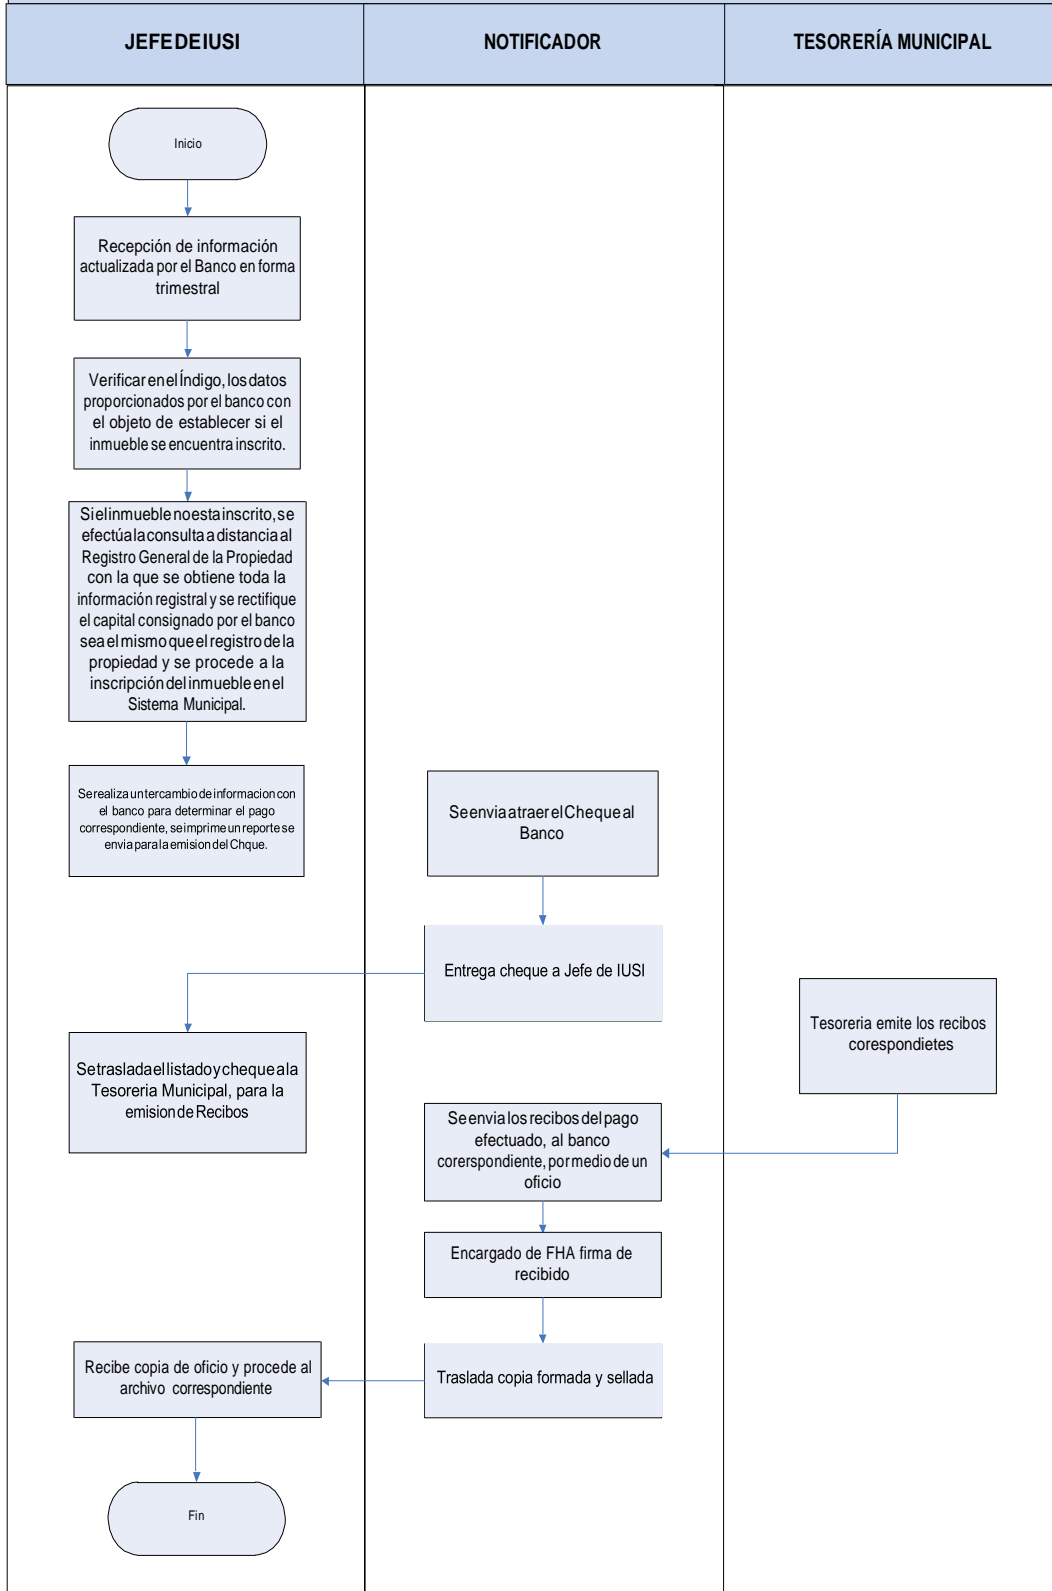 JEFE DE IUSI
NOTIFICADOR
TESORERÍA MUNICIPAL
Inicio
Recepción de información
actualizada por el Banco en forma
trimestral
Verificar en el Índigo, los datos
proporcionados por el banco con
el objeto de establecer si el
inmueble se encuentra inscrito.
Si el inmueble no esta inscrito, se
efectúa la consulta a distancia al
Registro General de la Propiedad
con la que se obtiene toda la
información registral y se rectifique
el capital consignado por el banco
sea el mismo que el registro de la
propiedad y se procede a la
inscripción del inmueble en el
Sistema Municipal.
Se realiza un tercambio de informacion con
el banco para determinar el pago
correspondiente, se imprime un reporte se
envia para la emision del Chque.
Se envia a traer el Cheque al
Banco
Entrega cheque a Jefe de IUSI
Tesoreria emite los recibos
corespondietes
Se traslada el listado y cheque a la
Tesoreria Municipal, para la
emision de Recibos
Se envia los recibos del pago
efectuado, al banco
corerspondiente, por medio de un
oficio
Encargado de FHA firma de
recibido
Traslada copia formada y sellada
Recibe copia de oficio y procede al
archivo correspondiente
Fin